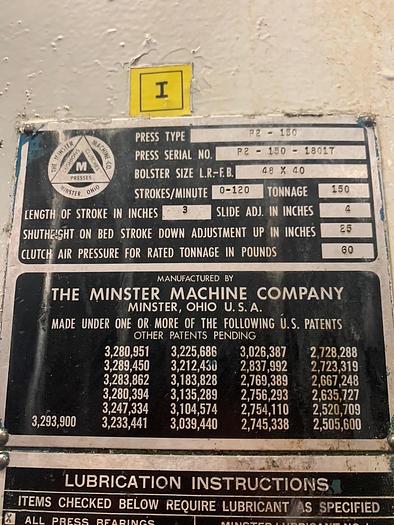 I
THE MINSTER MACHINE CO.
M
PRESSES
MINSTER, OHIO
PRESS TYPE P2 - 150
PRESS SERIAL NO. P2 - 150 - 18017
BOLSTER SIZE L.R.-F.B. 48 X 40
STROKES/MINUTE 0-120 TONNAGE 150
LENGTH OF STROKE IN INCHES 3 SLIDE ADJ. IN INCHES 4
SHUTHEIGHT ON BED STROKE DOWN ADJUSTMENT UP IN INCHES 25
CLUTCH AIR PRESSURE FOR RATED TONNAGE IN POUNDS 60
MANUFACTURED BY
THE MINSTER MACHINE COMPANY
MINSTER, OHIO U. S. A.
MADE UNDER ONE OR MORE OF THE FOLLOWING U.S. PATENTS
OTHER PATENTS PENDING
3,280,951 3,225,686 3,026,387 2,728,288
3,289,450 3,212,430 2,837,992 2,723,319
3,283,862 3,183,828 2,769,389 2,667,248
3,280,394 3,135,289 2,756,293 2,635,727
3,247,334 3,104,574 2,754,110 2,520,709
3,293,900 3,233,441 3,039,440 2,745,338 2,505,600
LUBRICATION INSTRUCTIONS
ITEMS CHECKED BELOW REQUIRE LUBRICANT AS SPECIFIED
X ALL PRESS BEARINGS MINSTER LUBRICANT NO.